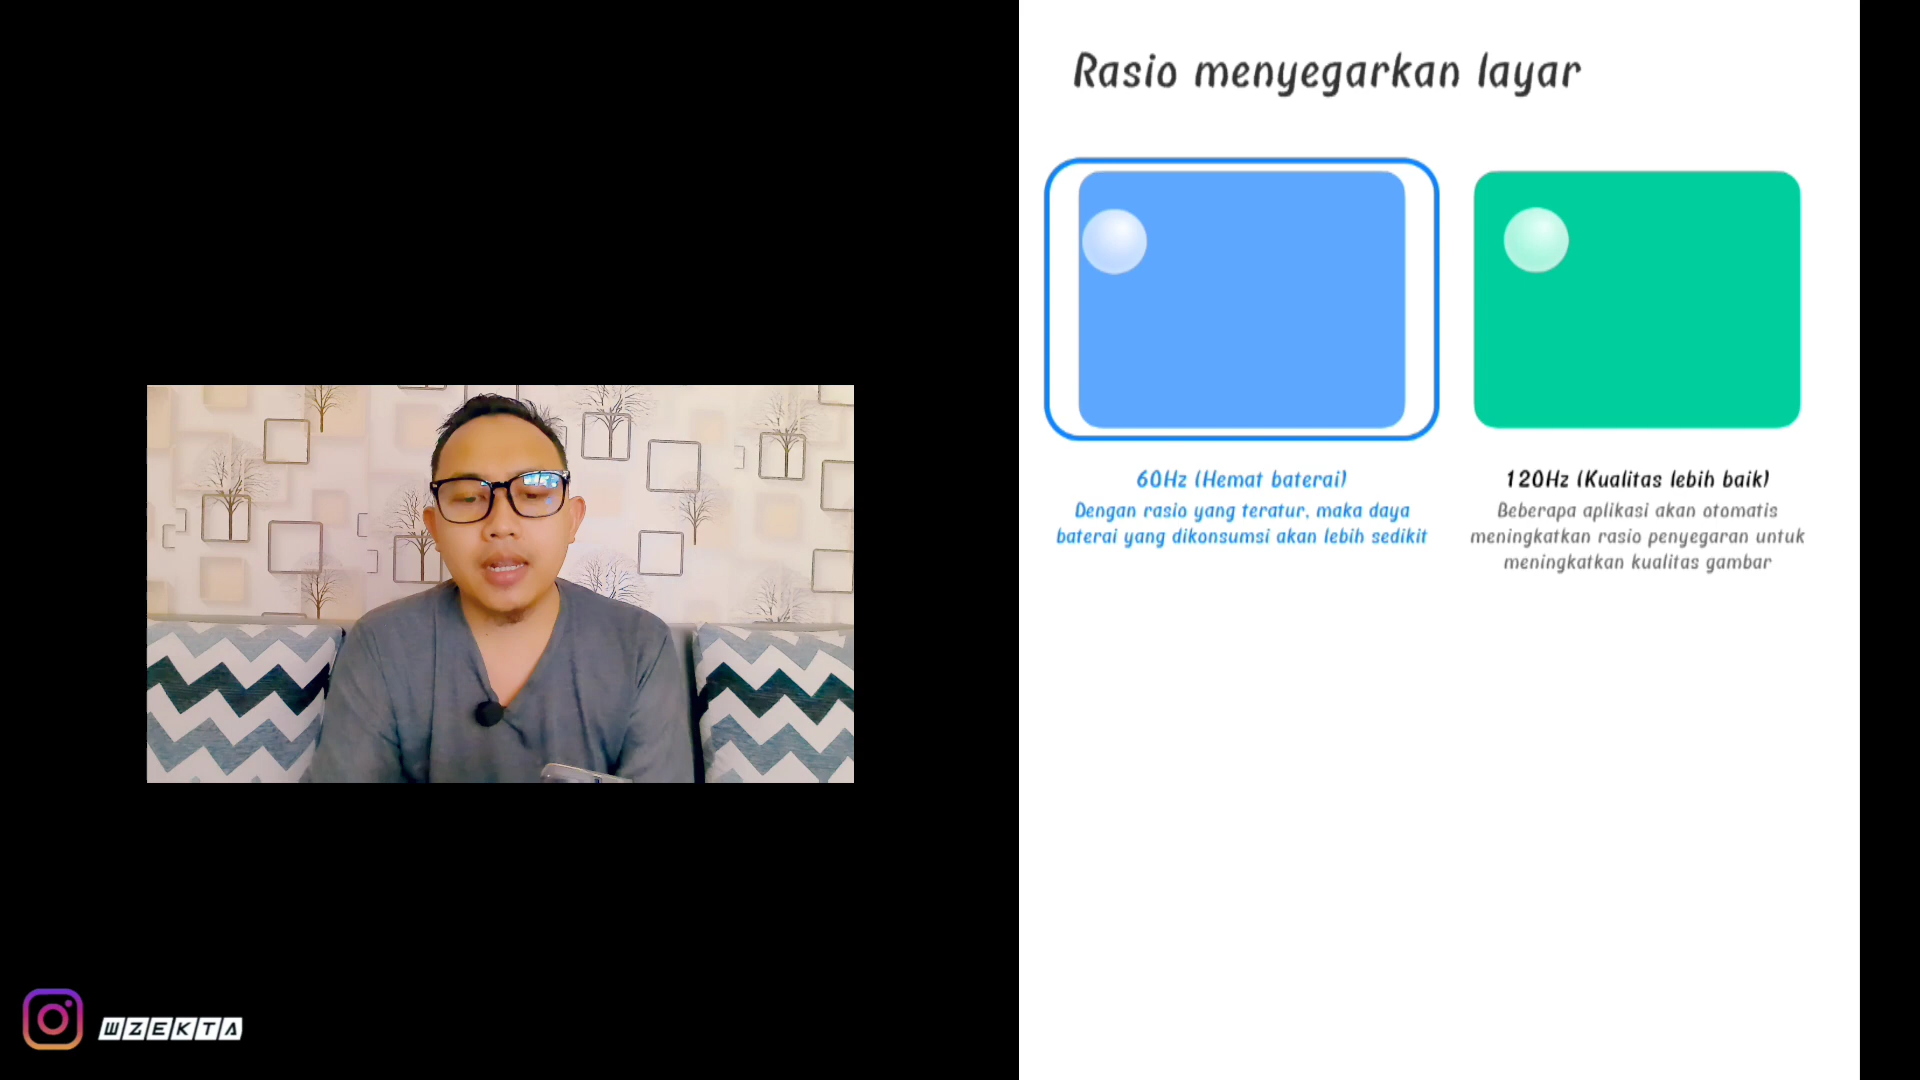 Rasio menyegarkan layar
60Hz (Hemat baterai)
Dengan rasio yang teratur, maka daya
baterai yang dikonsumsi akan lebih sedikit
120Hz (Kualitas lebih baik)
Beberapa aplikasi akan otomatis
meningkatkan rasio penyegaran untuk
meningkatkan kualitas gambar
WZEKTA